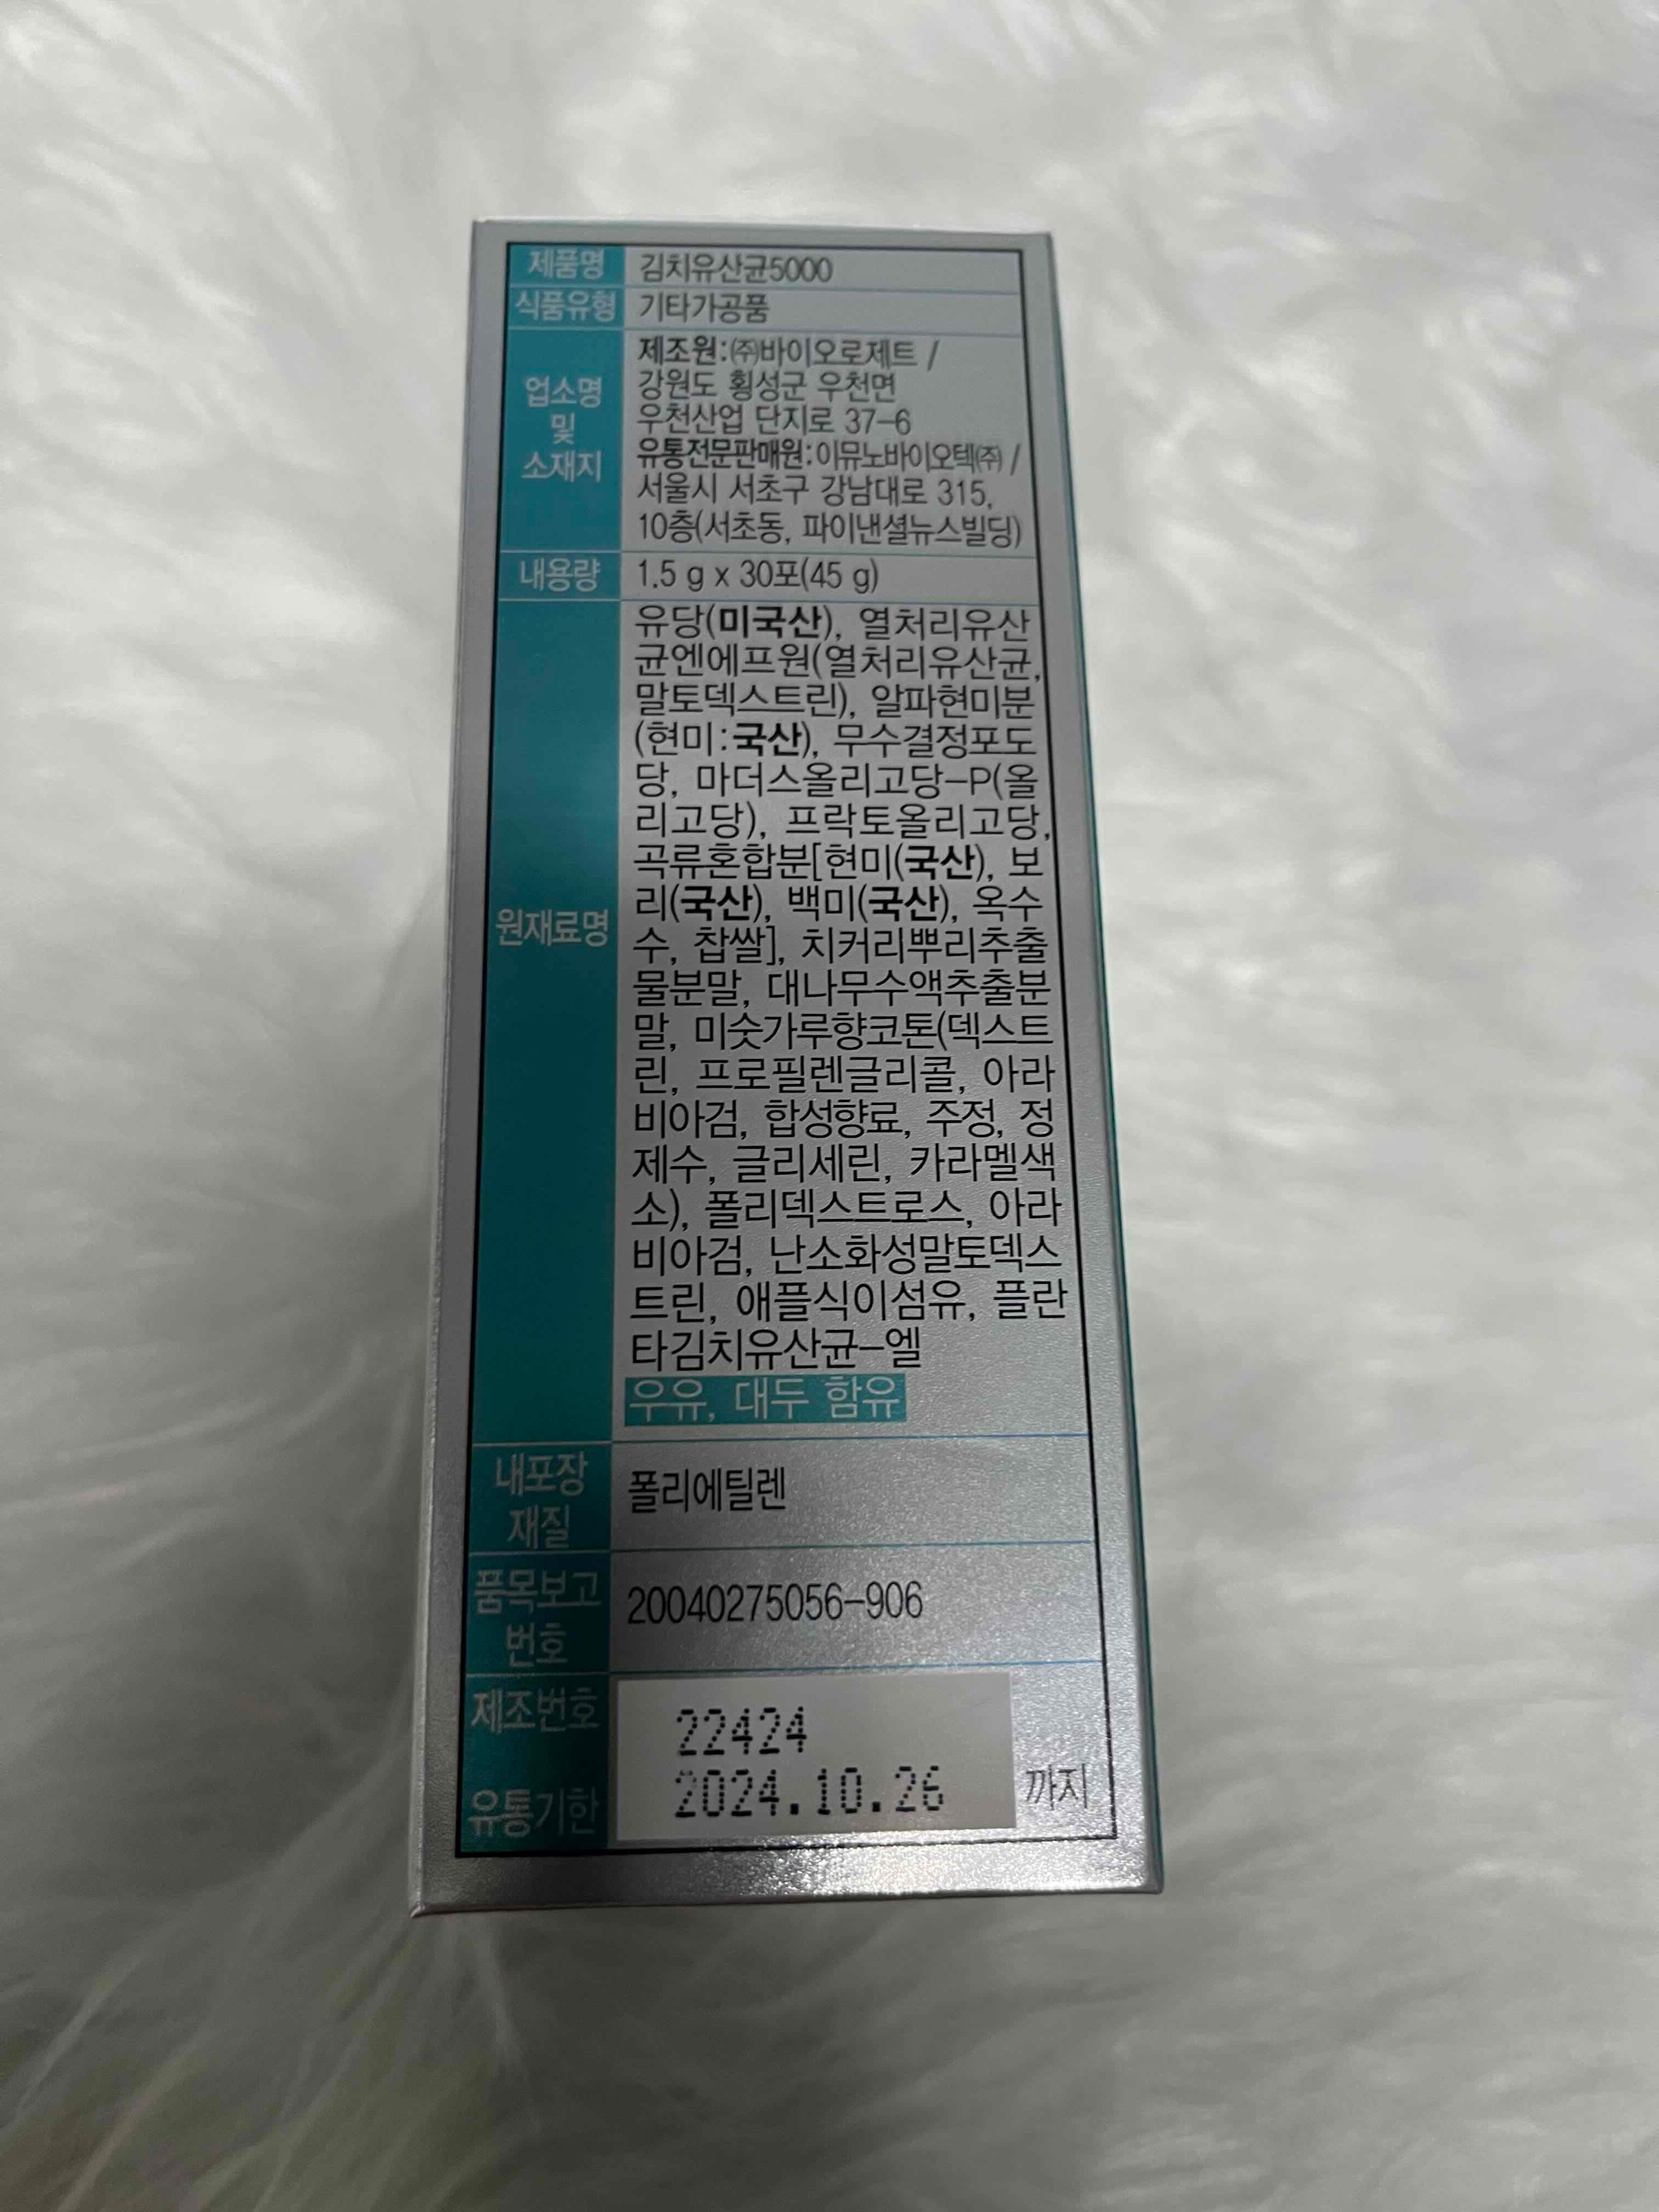 제품명 김치유산균5000
식품유형 기타가공품
업소명 및 소재지
제조원:㈜바이오로제트 /
강원도 횡성군 우천면
우천산업 단지로 37-6
유통전문판매원:이뮤노바이오텍㈜ /
서울시 서초구 강남대로 315,
10층(서초동, 파이낸셜뉴스빌딩)
내용량 1.5 g x 30포(45 g)
원재료명
유당(미국산), 열처리유산
균엔에프원(열처리유산균,
말토덱스트린), 알파현미분
(현미:국산), 무수결정포도
당, 마더스올리고당-P(올
리고당), 프락토올리고당,
곡류혼합분[현미(국산), 보
리(국산), 백미(국산), 옥수
수, 찹쌀], 치커리뿌리추출
물분말, 대나무수액추출분
말, 미숫가루향코톤(덱스트
린, 프로필렌글리콜, 아라
비아검, 합성향료, 주정, 정
제수, 글리세린, 카라멜색
소), 폴리덱스트로스, 아라
비아검, 난소화성말토덱스
트린, 애플식이섬유, 플란
타김치유산균-엘
우유, 대두 함유
내포장 재질 폴리에틸렌
품목보고 번호 20040275056-906
제조번호 22424
유통기한 2024.10.26 까지